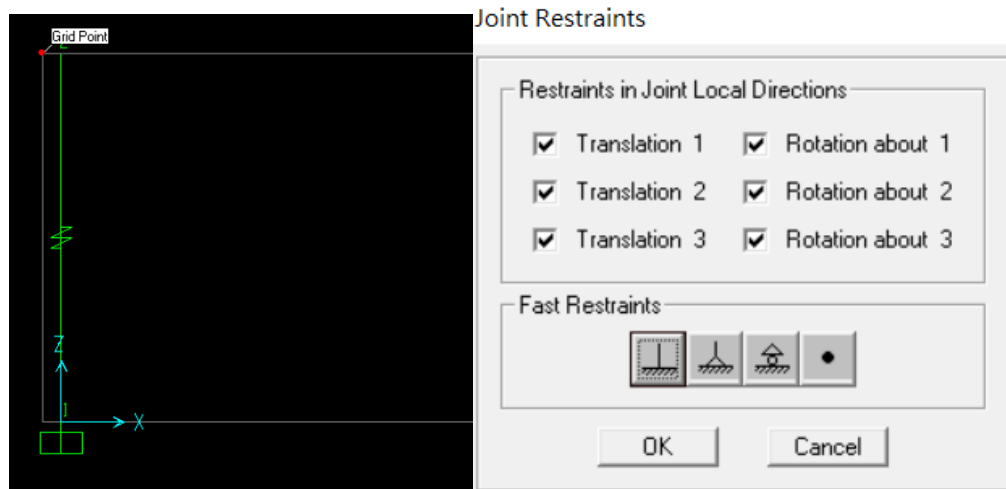 Joint Restraints
Grid Point
Z
X
Restraints in Joint Local Directions
Translation 1
Rotation about 1
Translation 2
Rotation about 2
Translation 3
Rotation about 3
Fast Restraints
OK
Cancel